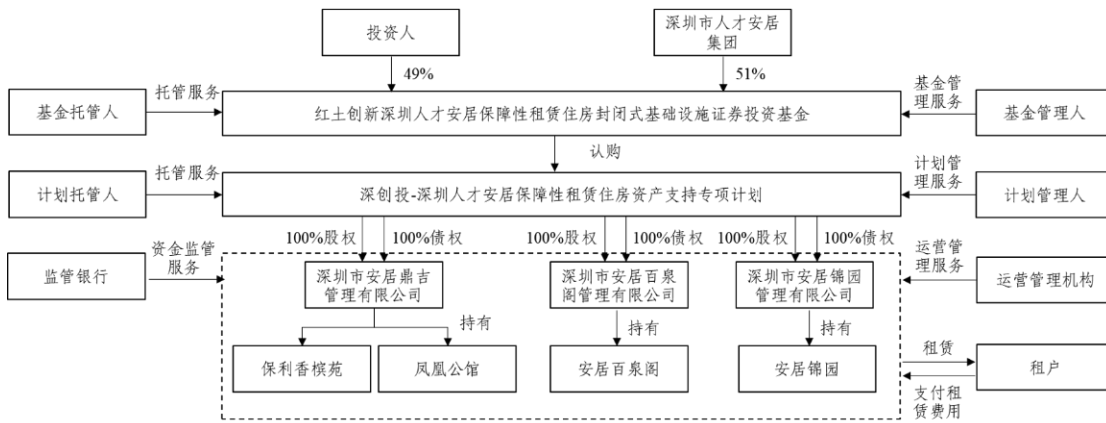 投资人
深圳市人才安居
集团
49%
51%
基金托管人
托管服务
红土创新深圳人才安居保障性租赁住房封闭式基础设施证券投资基金
基金管
理服务
基金管理人
认购
计划托管人
托管服务
深创投-深圳人才安居保障性租赁住房资产支持专项计划
计划管
理服务
计划管理人
100%股权
100%债权
100%股权
100%债权
100%股权
100%债权
监管银行
资金监管
服务
深圳市安居鼎吉
管理有限公司
深圳市安居百泉
阁管理有限公司
深圳市安居锦园
管理有限公司
运营管
理服务
运营管理机构
持有
持有
持有
保利香槟苑
凤凰公馆
安居百泉阁
安居锦园
租赁
支付租
赁费用
租户